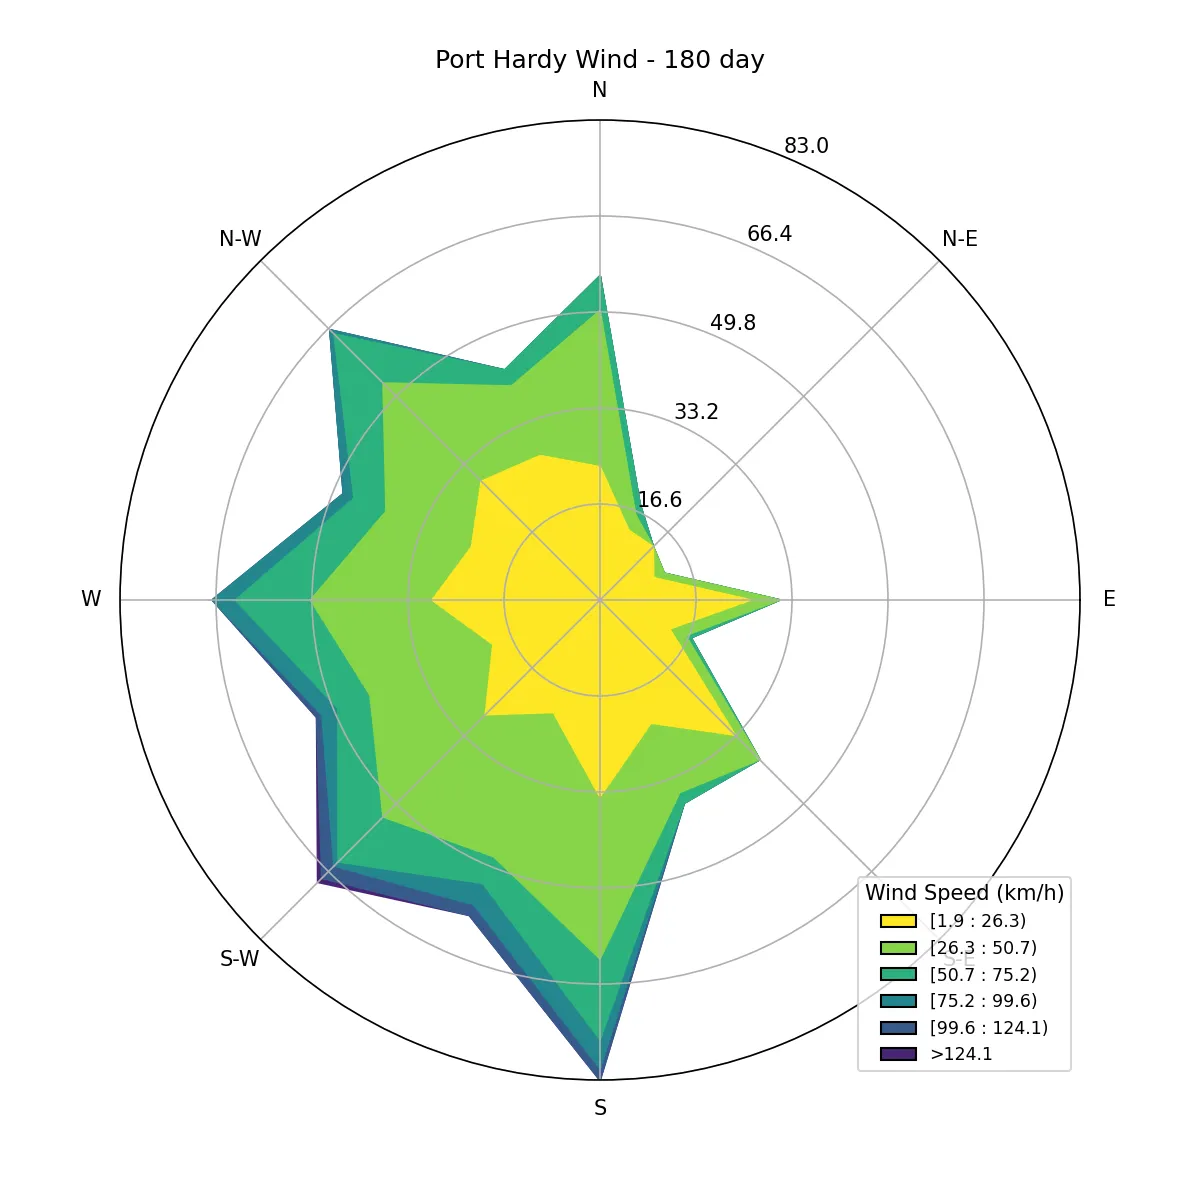 Port Hardy Wind - 180 day
N
83.0
66.4
N-W
N-E
49.8
33.2
16.6
W
E
Wind Speed (km/h)
[1.9 : 26.3)
[26.3 : 50.7)
S-W
S-E
[50.7 : 75.2)
[75.2 : 99.6)
[99.6 : 124.1)
>124.1
S